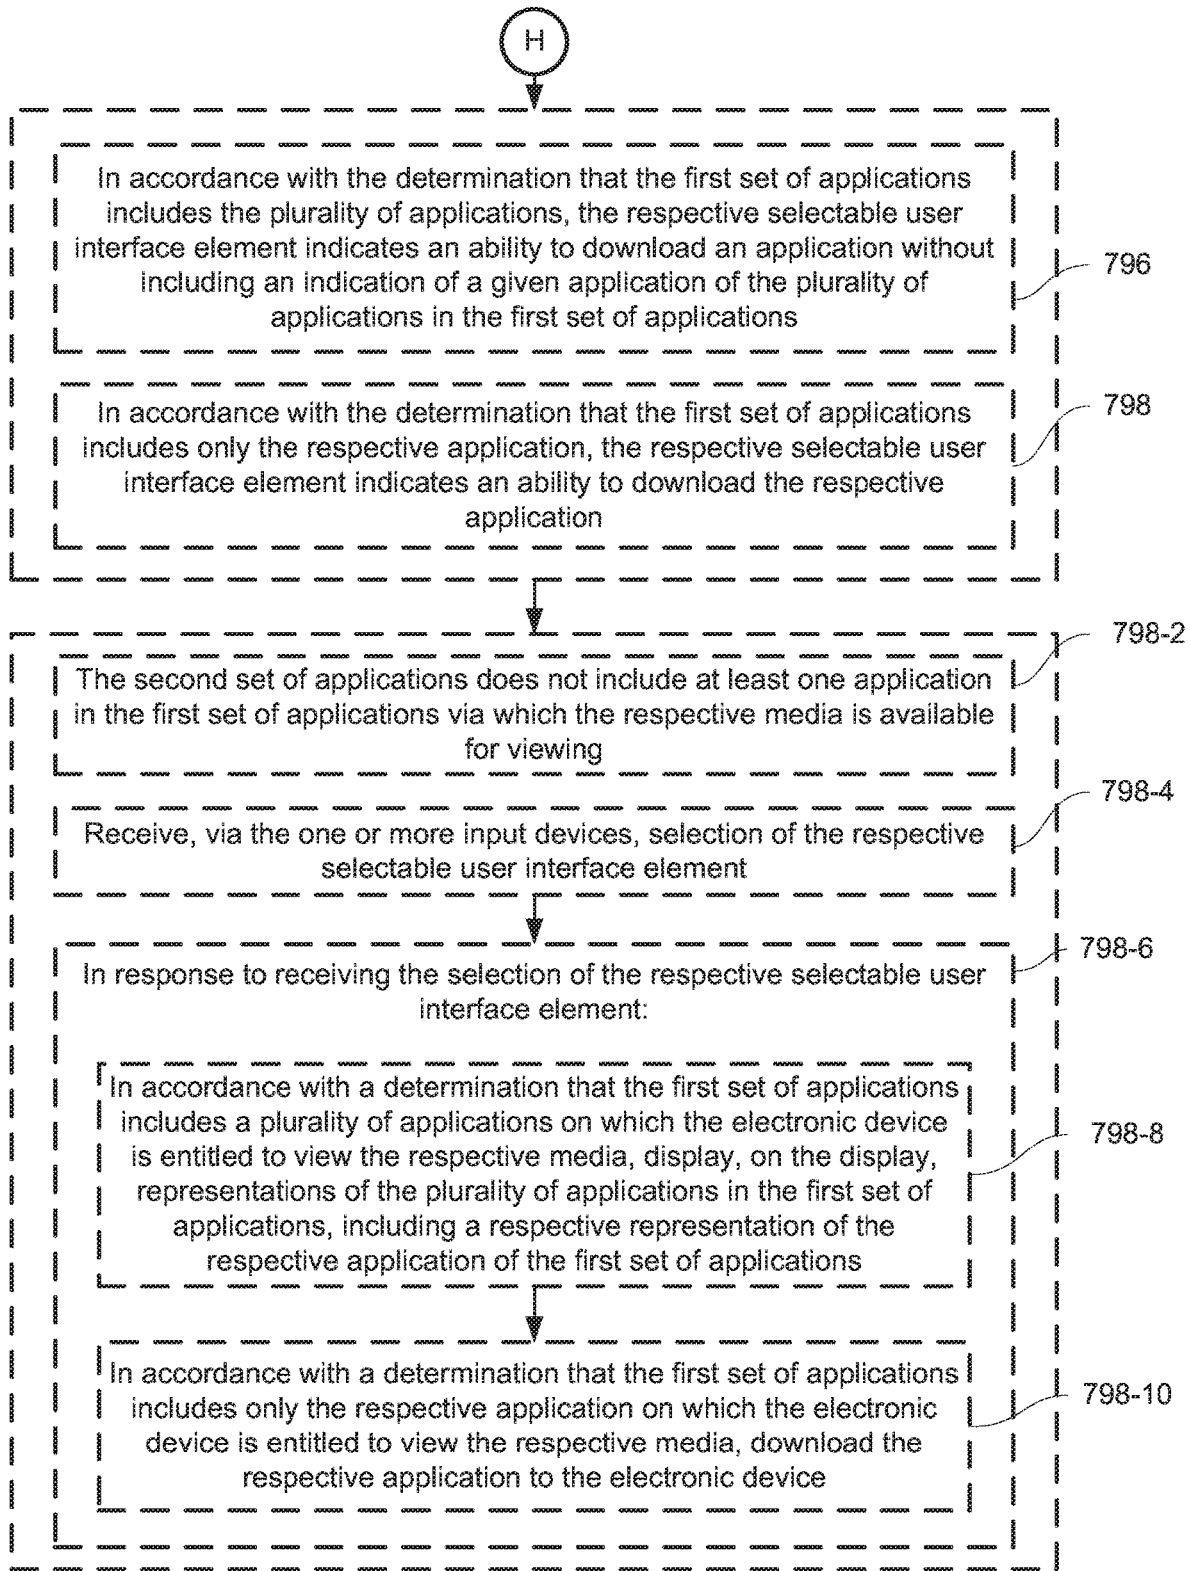 H
In accordance with the determination that the first set of applications
includes the plurality of applications, the respective selectable user
interface element indicates an ability to download an application without
including an indication of a given application of the plurality of
applications in the first set of applications
796
In accordance with the determination that the first set of applications
includes only the respective application, the respective selectable user
interface element indicates an ability to download the respective
application
798
798-2
The second set of applications does not include at least one application
in the first set of applications via which the respective media is available
for viewing
798-4
Receive, via the one or more input devices, selection of the respective
selectable user interface element
798-6
In response to receiving the selection of the respective selectable user
interface element:
In accordance with a determination that the first set of applications
includes a plurality of applications on which the electronic device
is entitled to view the respective media, display, on the display,
representations of the plurality of applications in the first set of
applications, including a respective representation of the
respective application of the first set of applications
798-8
In accordance with a determination that the first set of applications
includes only the respective application on which the electronic
device is entitled to view the respective media, download the
respective application to the electronic device
798-10